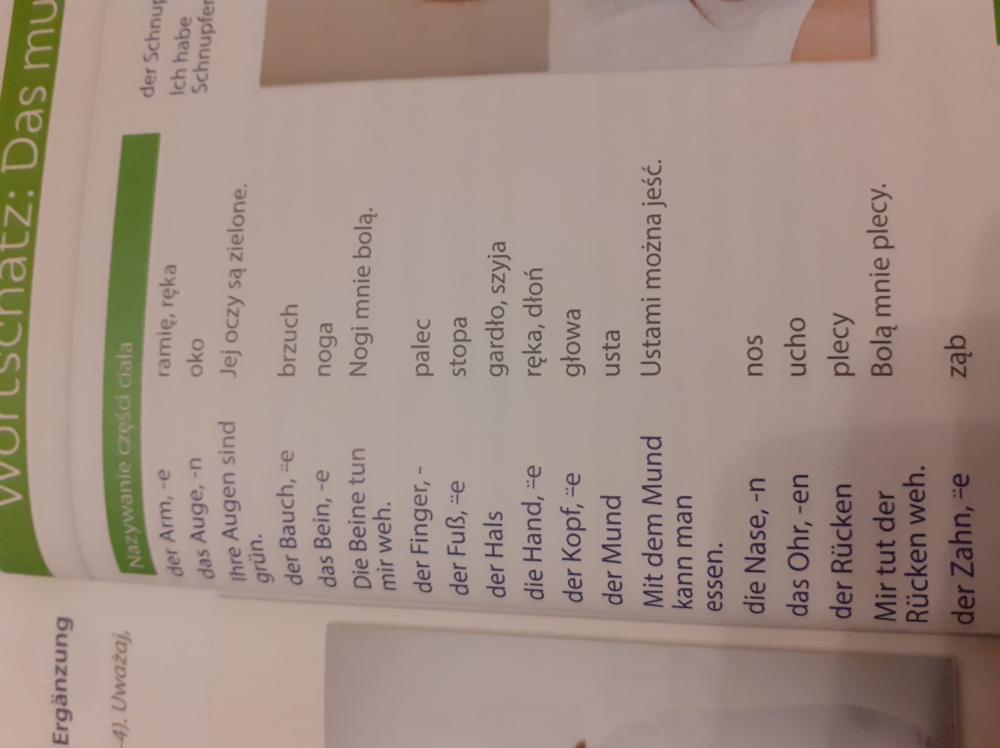 Ergänzung
-4). Uważaj,
Wortschatz: Das mu
Nazywanie części ciała
der Arm, -e ramię, ręka
das Auge, -n oko
Ihre Augen sind Jej oczy są zielone.
grün.
der Bauch, ¨-e brzuch
das Bein, -e noga
Die Beine tun Nogi mnie bolą.
mir weh.
der Finger, - palec
der Fuß, ¨-e stopa
der Hals gardło, szyja
die Hand, ¨-e ręka, dłoń
der Kopf, ¨-e głowa
der Mund usta
Mit dem Mund Ustami można jeść.
kann man
essen.
die Nase, -n nos
das Ohr, -en ucho
der Rücken plecy
Mir tut der Bolą mnie plecy.
Rücken weh.
der Zahn, ¨-e ząb
der Schnup
Ich habe
Schnupfen